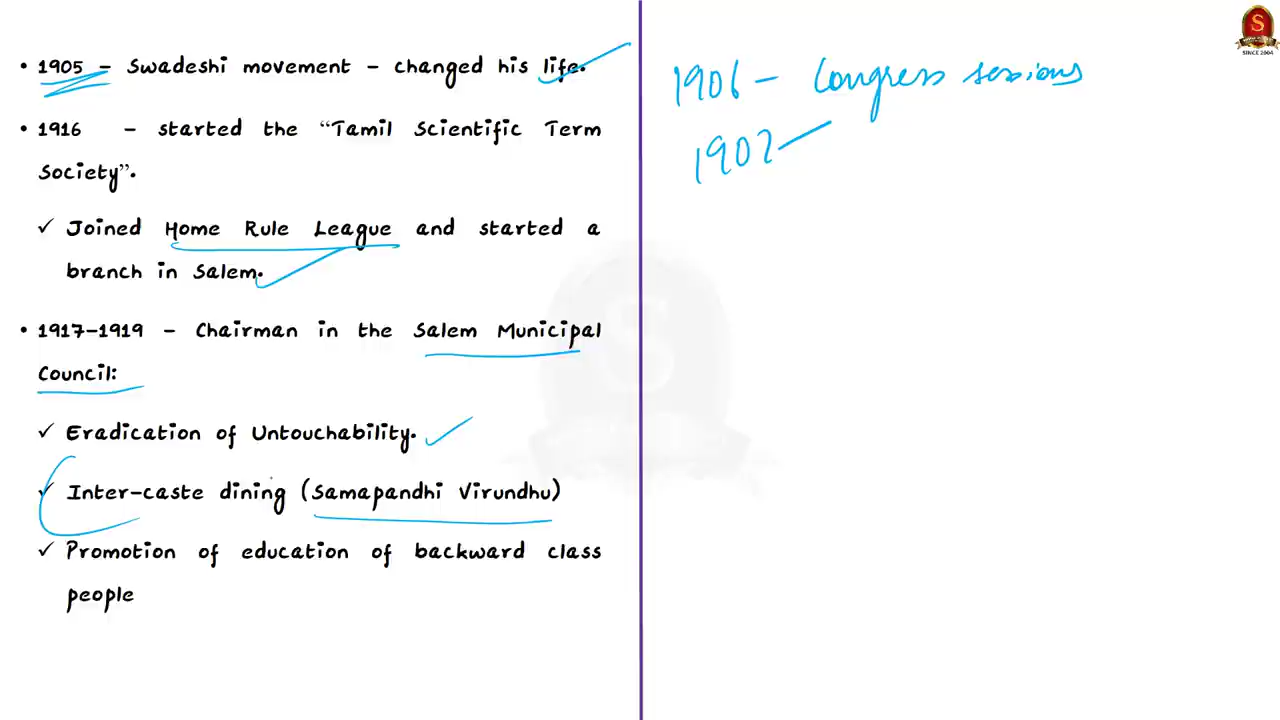 • 1905 - Swadeshi movement - changed his life.
• 1916 - started the “Tamil Scientific Term
Society”.
✓ Joined Home Rule League and started a
branch in Salem.
• 1917-1919 - Chairman in the Salem Municipal
Council:
✓ Eradication of Untouchability.
✓ Inter-caste dining (Samapandhi Virundhu)
✓ Promotion of education of backward class
people
1906 - Congress sessions
1907
S
SINCE 2004